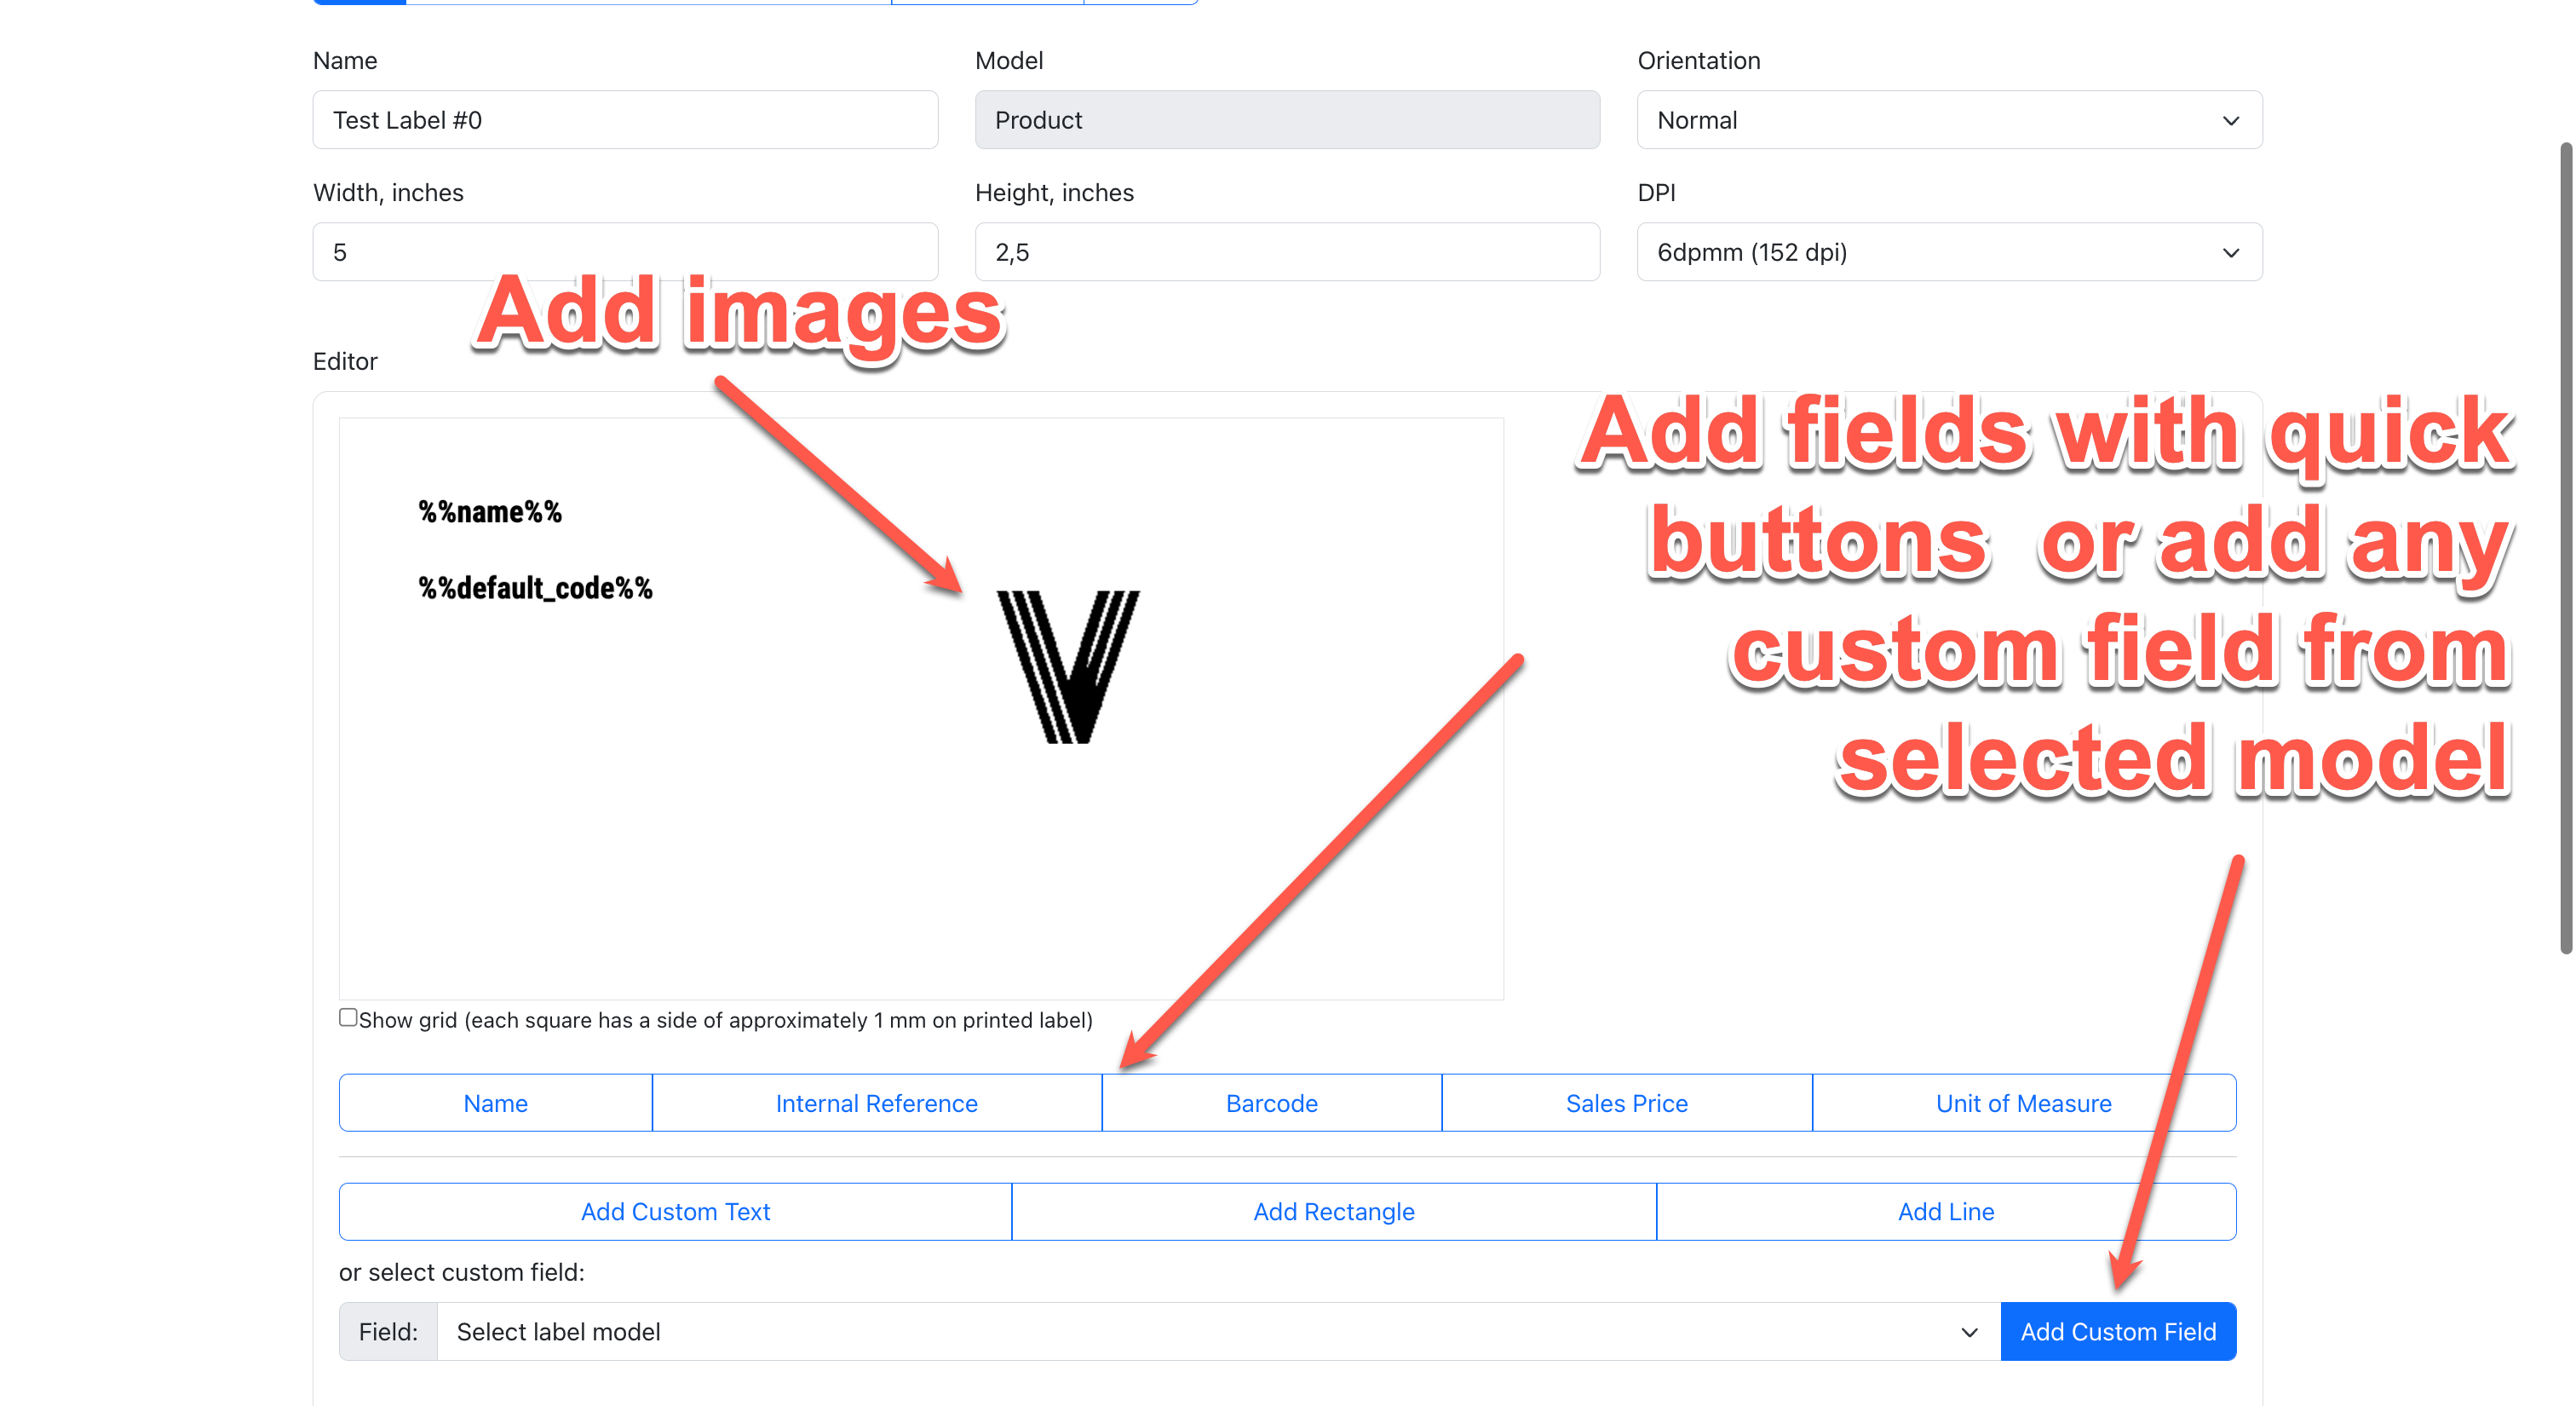 Name
Model
Orientation
Test Label #0
Product
Normal
Width, inches
Height, inches
DPI
5
2,5
6dpmm (152 dpi)
Add images
Editor
Add fields with quick
buttons or add any
custom field from
selected model
%%name%%
%%default_code%%
V
Show grid (each square has a side of approximately 1 mm on printed label)
Name
Internal Reference
Barcode
Sales Price
Unit of Measure
Add Custom Text
Add Rectangle
Add Line
or select custom field:
Field:
Select label model
Add Custom Field